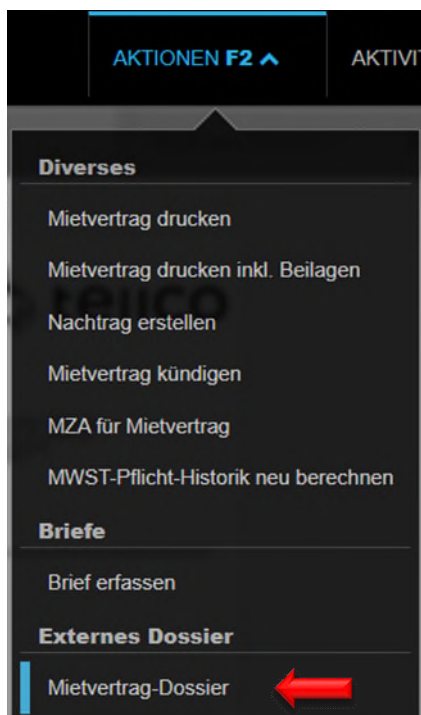 AKTIONEN F2
AKTIVI
Diverses
Mietvertrag drucken
Mietvertrag drucken inkl. Beilagen
Nachtrag erstellen
Mietvertrag kündigen
MZA für Mietvertrag
MWST-Pflicht-Historik neu berechnen
Briefe
Brief erfassen
Externes Dossier
Mietvertrag-Dossier